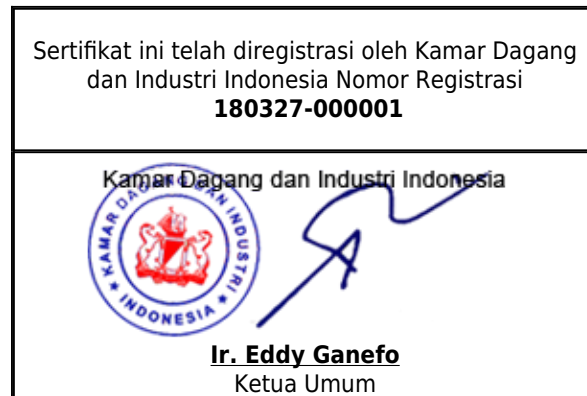 Sertifikat ini telah diregistrasi oleh Kamar Dagang
dan Industri Indonesia Nomor Registrasi
180327-000001
Kamar Dagang dan Industri Indonesia
KAMAR DAGANG DAN INDUSTRI
INDONESIA
Ir. Eddy Ganefo
Ketua Umum